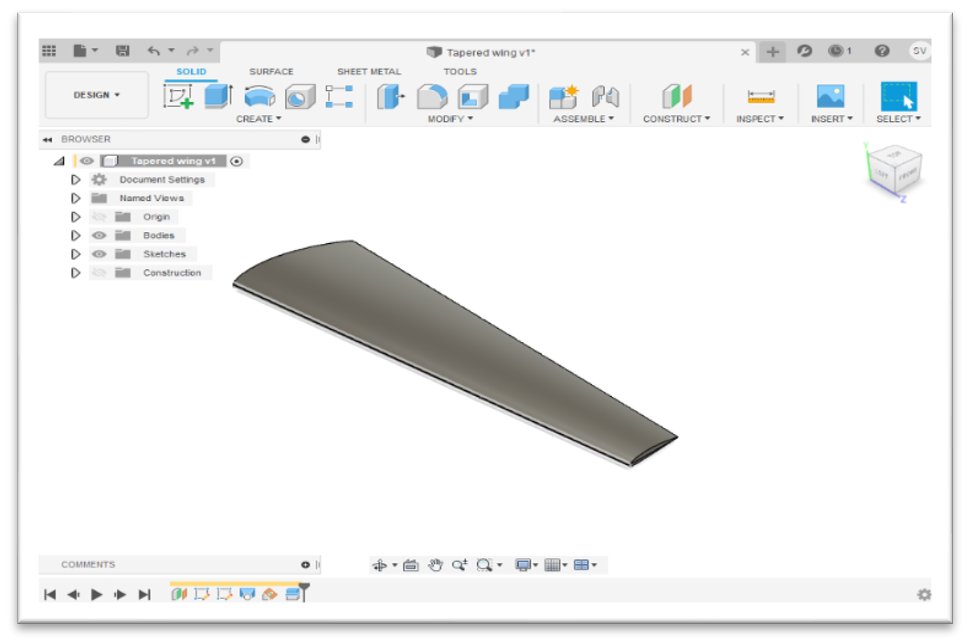 Tapered wing v1*
1
SV
SOLID
SURFACE
SHEET METAL
TOOLS
DESIGN
CREATE
MODIFY
ASSEMBLE
CONSTRUCT
INSPECT
INSERT
SELECT
BROWSER
Tapered wing v1
Document Settings
Named Views
Origin
Bodies
Sketches
Construction
TOP
LEFT
FRONT
Z
COMMENTS